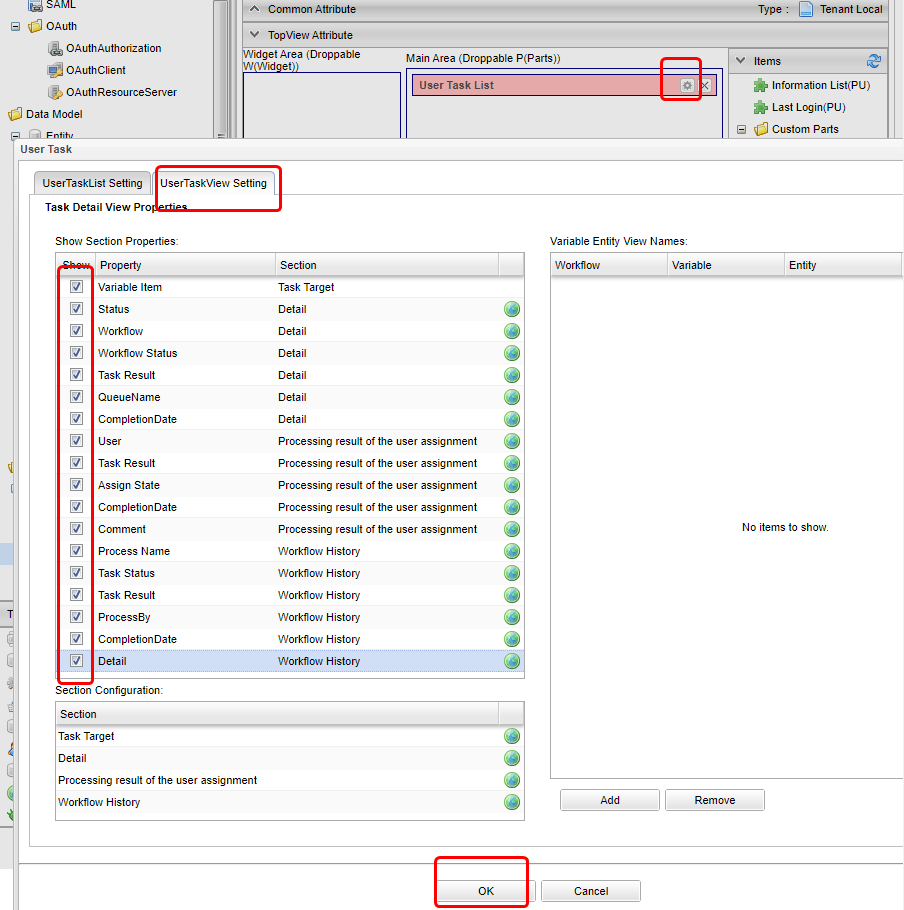 SAML
OAuth
OAuthAuthorization
OAuthClient
OAuthResourceServer
Data Model
Entity
Common Attribute
Type : Tenant Local
TopView Attribute
Widget Area (Droppable W(Widget))
Main Area (Droppable P(Parts))
User Task List
Items
Information List(PU)
Last Login(PU)
Custom Parts
User Task
UserTaskList Setting UserTaskView Setting
Task Detail View Properties
Show Section Properties:
Show Property Section
Variable Item Task Target
Status Detail
Workflow Detail
Workflow Status Detail
Task Result Detail
QueueName Detail
CompletionDate Detail
User Processing result of the user assignment
Task Result Processing result of the user assignment
Assign State Processing result of the user assignment
CompletionDate Processing result of the user assignment
Comment Processing result of the user assignment
Process Name Workflow History
Task Status Workflow History
Task Result Workflow History
ProcessBy Workflow History
CompletionDate Workflow History
Detail Workflow History
Section Configuration:
Section
Task Target
Detail
Processing result of the user assignment
Workflow History
Variable Entity View Names:
Workflow Variable Entity
No items to show.
Add Remove
OK Cancel